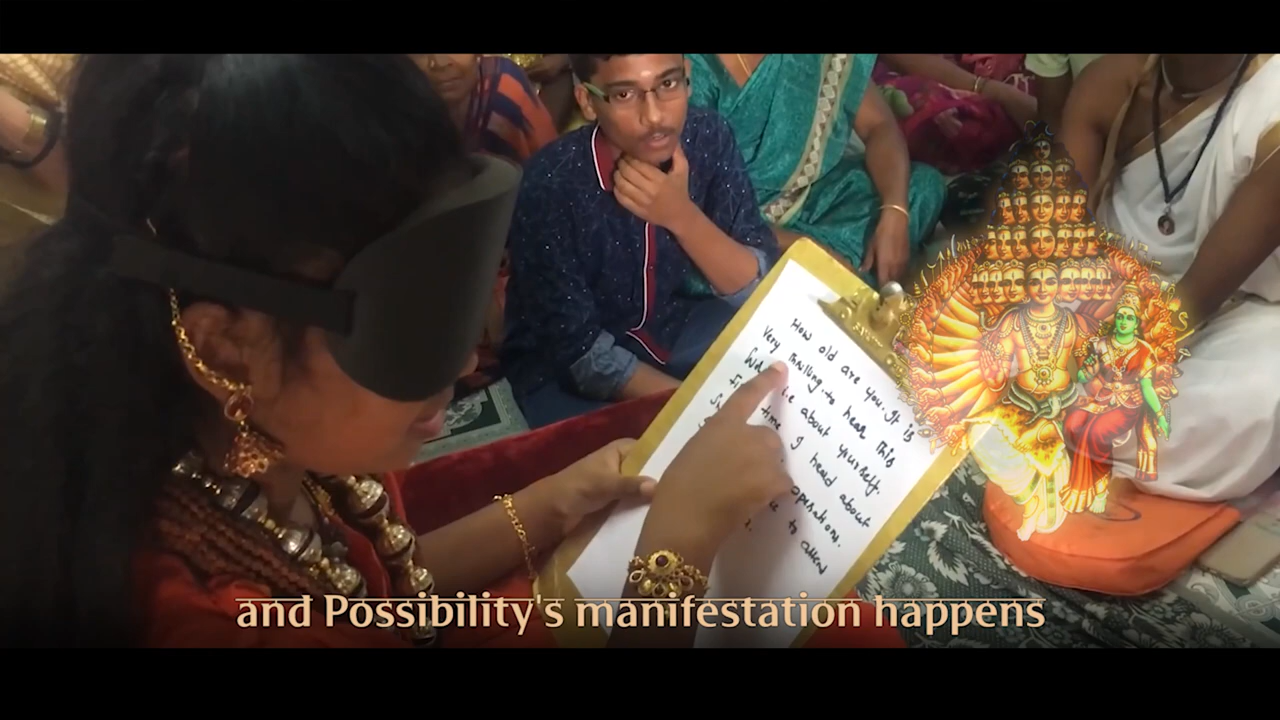 How old are you. It is
Very thrilling. to hear this
about yourself.
time I heard about
operations.
to attend
and Possibility's manifestation happens